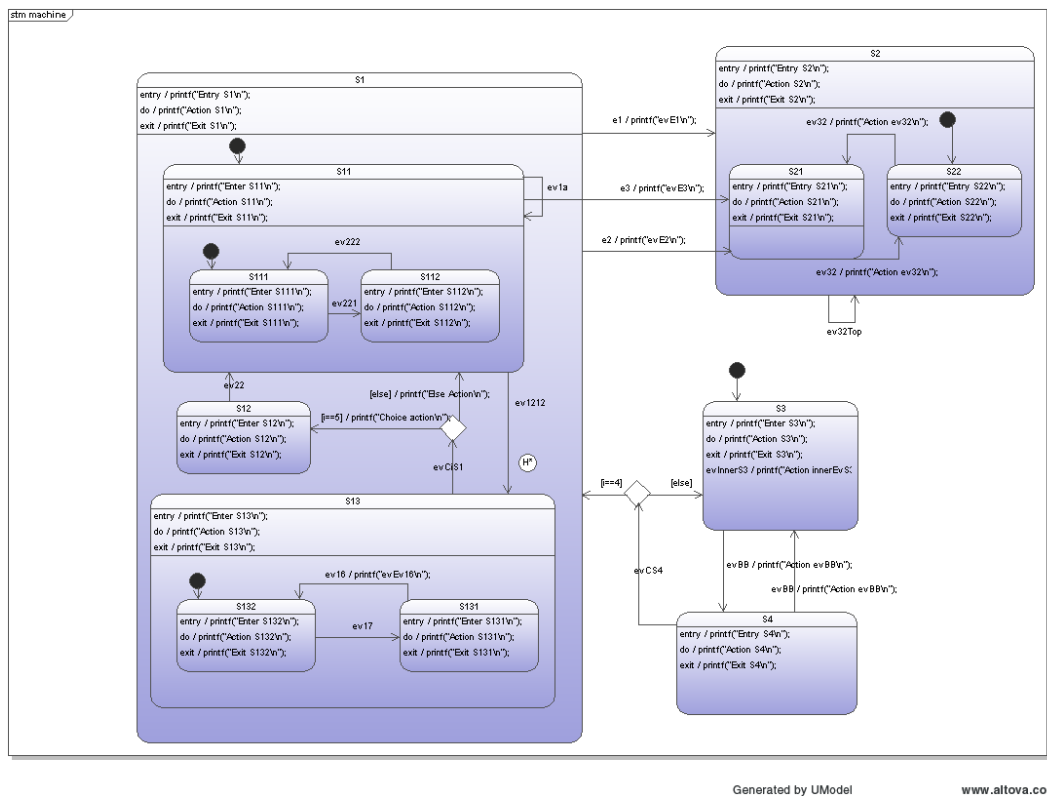 stm machine
S1
entry / printf("Entry S1\n");
do / printf("Action S1\n");
exit / printf("Exit S1\n");
S11
entry / printf("Enter S11\n");
do / printf("Action S11\n");
exit / printf("Exit S11\n");
ev1a
ev222
S111
entry / printf("Enter S111\n");
do / printf("Action S111\n");
exit / printf("Exit S111\n");
ev221
S112
entry / printf("Enter S112\n");
do / printf("Action S112\n");
exit / printf("Exit S112\n");
ev22
[else] / printf("Else Action\n");
ev1212
S12
entry / printf("Enter S12\n");
do / printf("Action S12\n");
exit / printf("Exit S12\n");
[i==5] / printf("Choice action\n");
evCiS1
H*
S13
entry / printf("Enter S13\n");
do / printf("Action S13\n");
exit / printf("Exit S13\n");
ev16 / printf("evEv16\n");
S132
entry / printf("Enter S132\n");
do / printf("Action S132\n");
exit / printf("Exit S132\n");
ev17
S131
entry / printf("Enter S131\n");
do / printf("Action S131\n");
exit / printf("Exit S131\n");
e1 / printf("evE1\n");
e3 / printf("evE3\n");
e2 / printf("evE2\n");
S2
entry / printf("Entry S2\n");
do / printf("Action S2\n");
exit / printf("Exit S2\n");
ev32 / printf("Action ev32\n");
S21
entry / printf("Entry S21\n");
do / printf("Action S21\n");
exit / printf("Exit S21\n");
S22
entry / printf("Entry S22\n");
do / printf("Action S22\n");
exit / printf("Exit S22\n");
ev32 / printf("Action ev32\n");
ev32Top
S3
entry / printf("Enter S3\n");
do / printf("Action S3\n");
exit / printf("Exit S3\n");
evInnerS3 / printf("Action innerEvS:
[i==4]
[else]
evCS4
evBB / printf("Action evBB\n");
evBB / printf("Action evBB\n");
S4
entry / printf("Entry S4\n");
do / printf("Action S4\n");
exit / printf("Exit S4\n");
Generated by UModel
www.altova.co